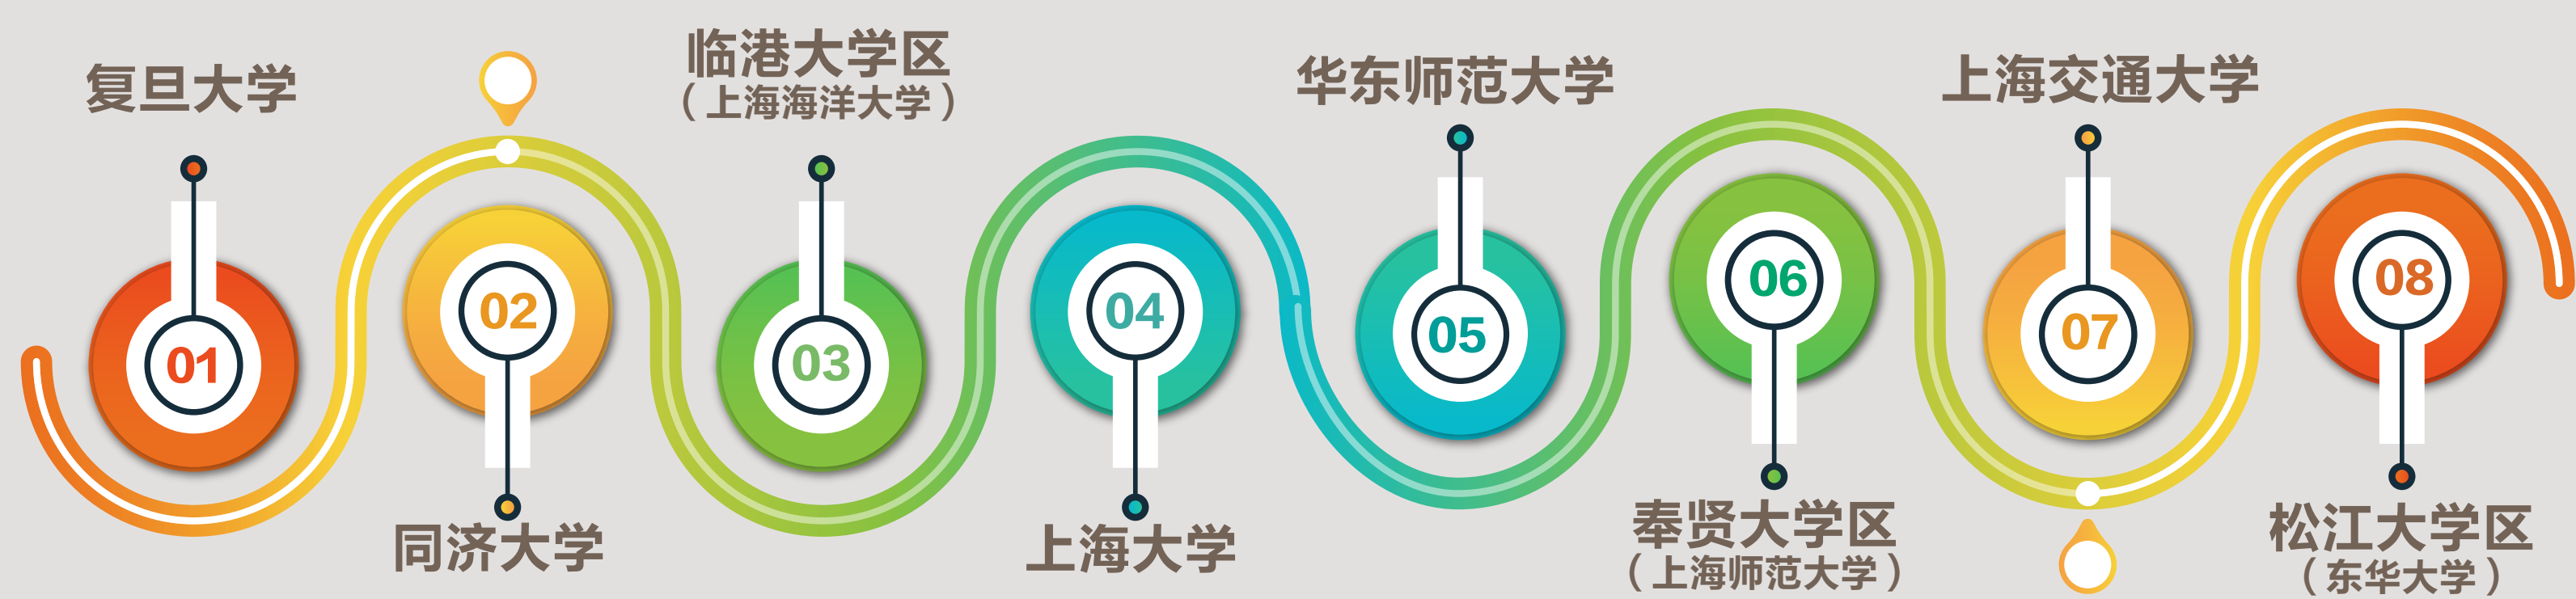 复旦大学
01
02
同济大学
临港大学区
（上海海洋大学）
03
04
上海大学
华东师范大学
05
06
奉贤大学区
（上海师范大学）
上海交通大学
07
08
松江大学区
（东华大学）